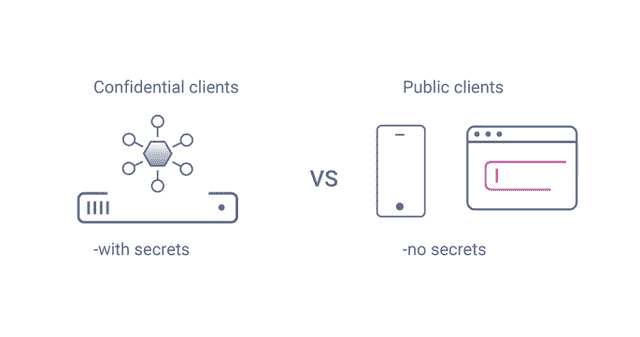 Confidential clients
Public clients
VS
-with secrets
-no secrets